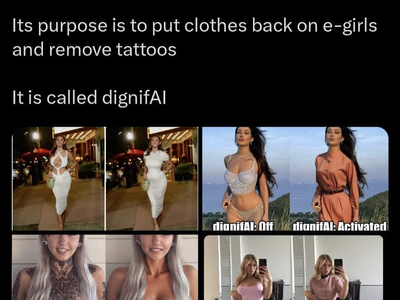 Its purpose is to put clothes back on e-girls
and remove tattoos
It is called dignifAI
dignifAI: Off
dignifAI: Activated